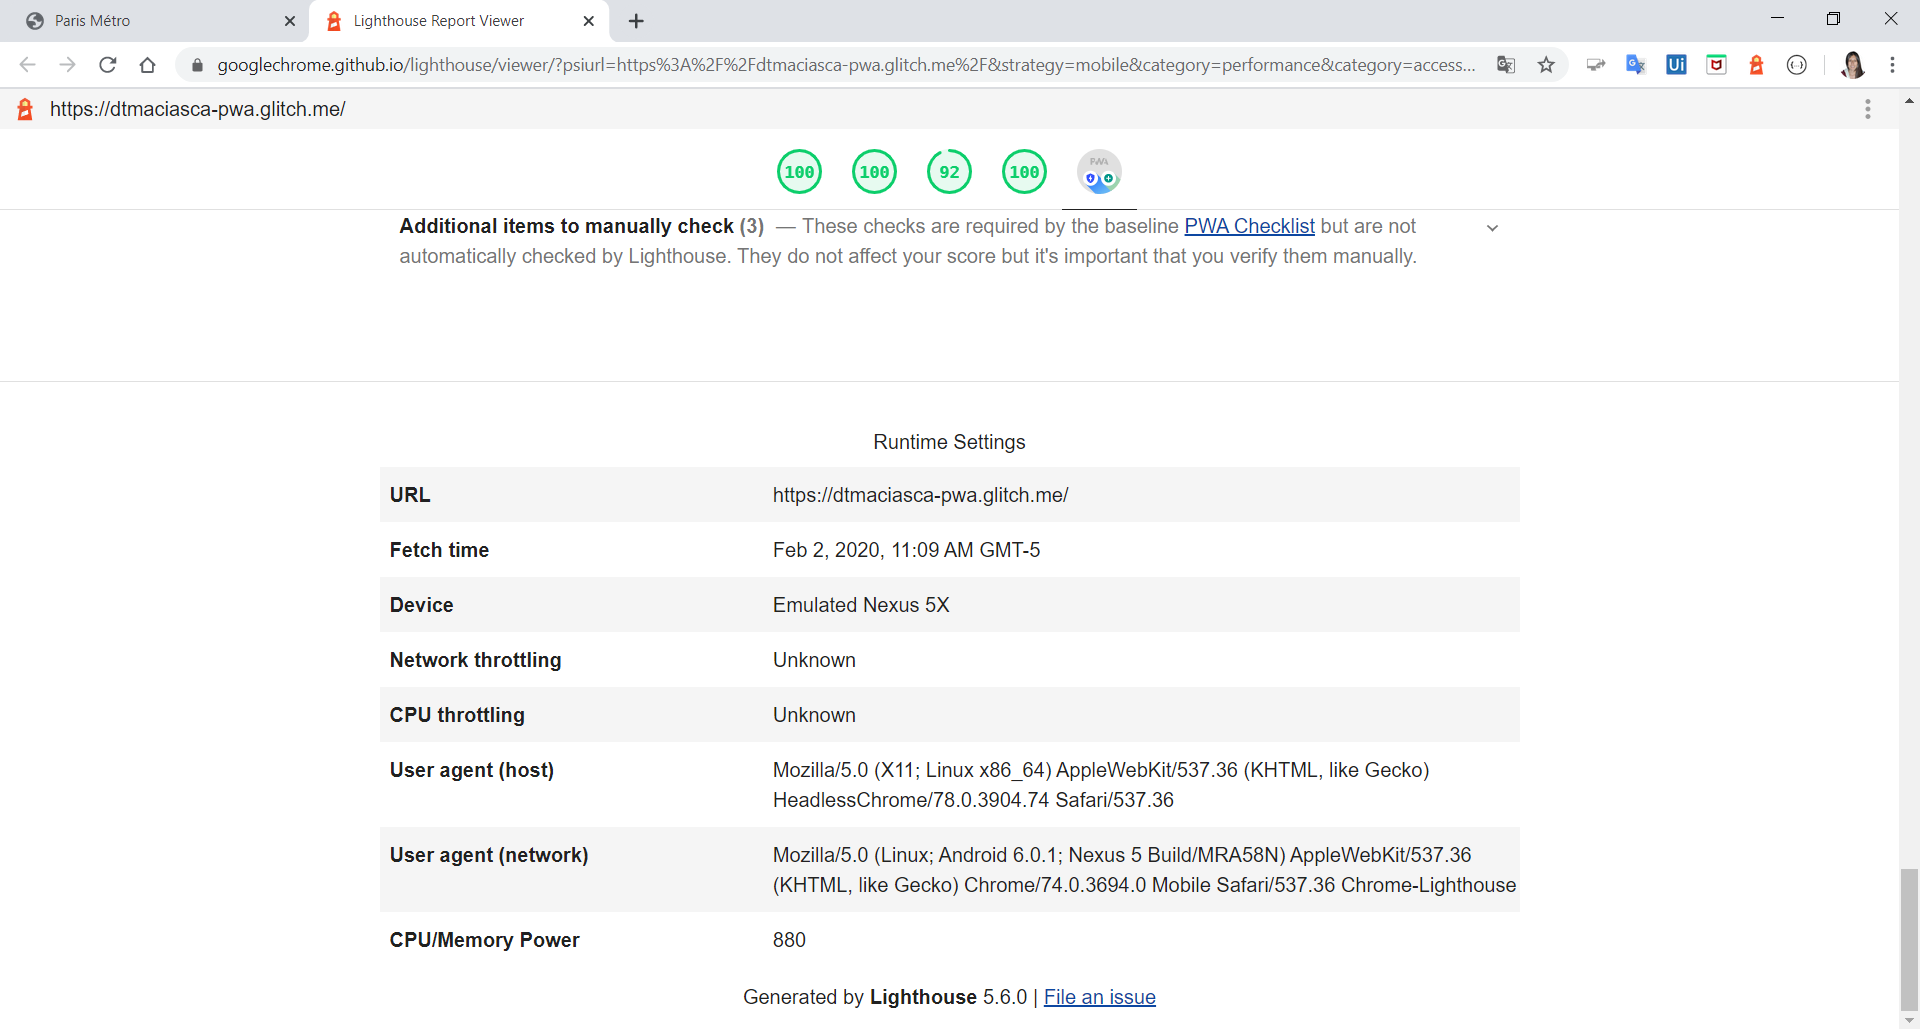 Paris Métro
Lighthouse Report Viewer
googlechrome.github.io/lighthouse/viewer/?psiurl=https%3A%2F%2Fdtmaciasca-pwa.glitch.me%2F&strategy=mobile&category=performance&category=access...
Ui
https://dtmaciasca-pwa.glitch.me/
100 100 92 100 PWA
Additional items to manually check (3) — These checks are required by the baseline PWA Checklist but are not
automatically checked by Lighthouse. They do not affect your score but it's important that you verify them manually.
Runtime Settings
URL https://dtmaciasca-pwa.glitch.me/
Fetch time Feb 2, 2020, 11:09 AM GMT-5
Device Emulated Nexus 5X
Network throttling Unknown
CPU throttling Unknown
User agent (host) Mozilla/5.0 (X11; Linux x86_64) AppleWebKit/537.36 (KHTML, like Gecko)
HeadlessChrome/78.0.3904.74 Safari/537.36
User agent (network) Mozilla/5.0 (Linux; Android 6.0.1; Nexus 5 Build/MRA58N) AppleWebKit/537.36
(KHTML, like Gecko) Chrome/74.0.3694.0 Mobile Safari/537.36 Chrome-Lighthouse
CPU/Memory Power 880
Generated by Lighthouse 5.6.0 | File an issue